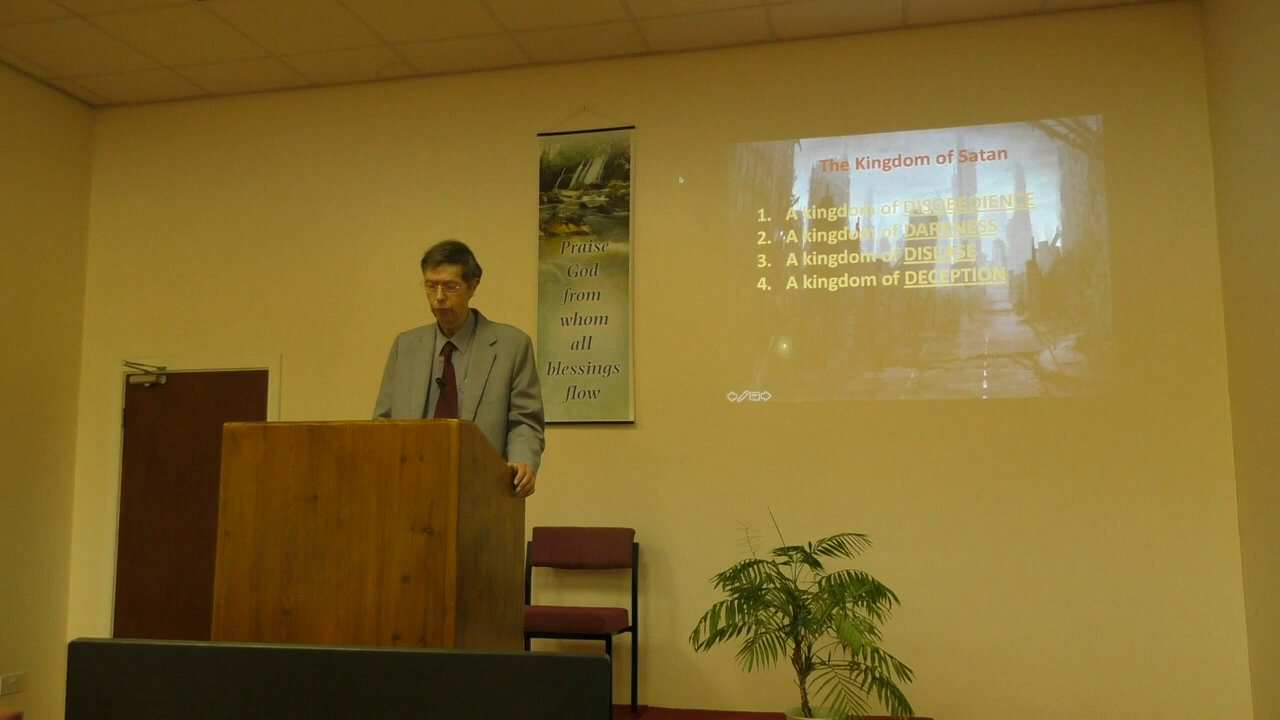 Praise
God
from
whom
all
blessings
flow
The Kingdom of Satan
1. A kingdom of DISOBEDIENCE
2. A kingdom of DARKNESS
3. A kingdom of DISEASE
4. A kingdom of DECEPTION